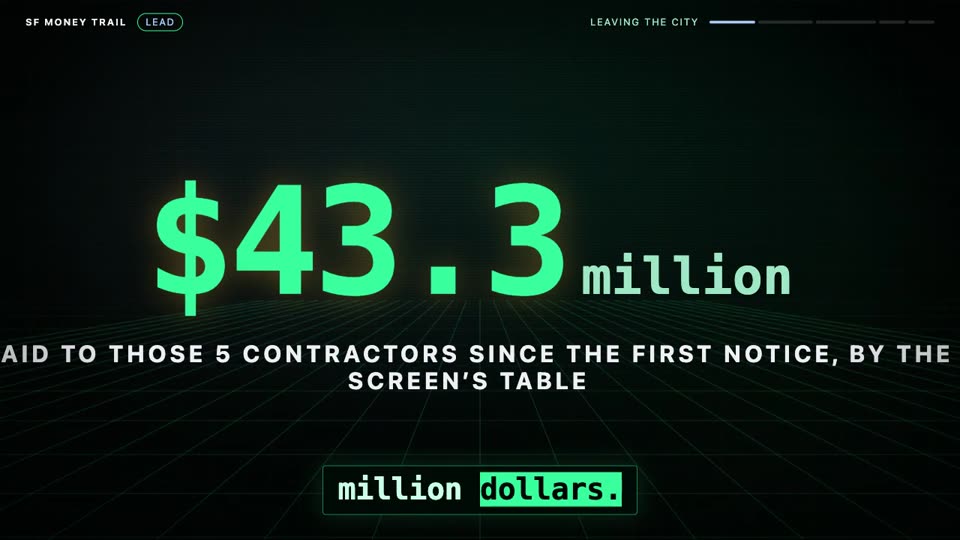 SF MONEY TRAIL LEAD
LEAVING THE CITY
$43.3 million
AID TO THOSE 5 CONTRACTORS SINCE THE FIRST NOTICE, BY THE
SCREEN’S TABLE
million dollars.